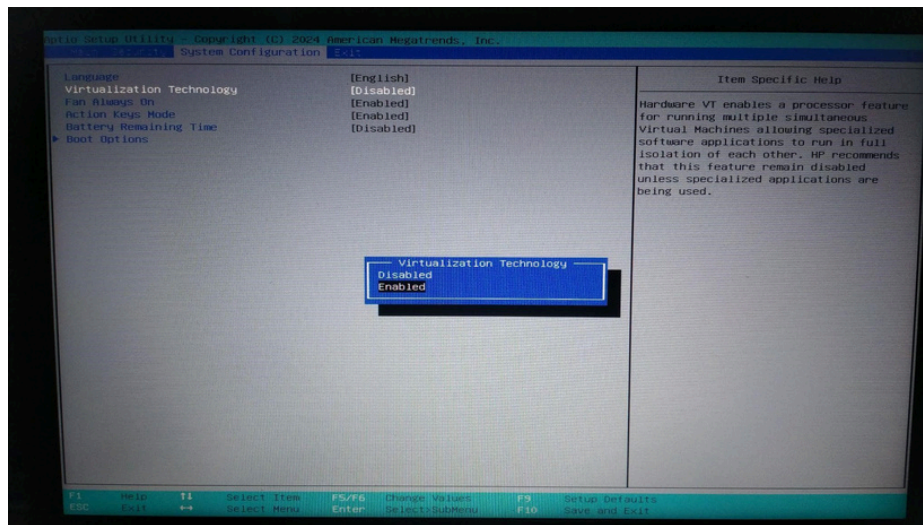 Aptio Setup Utility - Copyright (C) 2024 American Megatrends, Inc.
Main Security System Configuration Exit
Language [English]
Virtualization Technology [Disabled]
Fan Always On [Enabled]
Action Keys Mode [Enabled]
Battery Remaining Time [Disabled]
Boot Options
Item Specific Help
Hardware VT enables a processor feature
for running multiple simultaneous
Virtual Machines allowing specialized
software applications to run in full
isolation of each other. HP recommends
that this feature remain disabled
unless specialized applications are
being used.
Virtualization Technology
Disabled
Enabled
F1 Help ↑↓ Select Item F5/F6 Change Values F9 Setup Defaults
ESC Exit ↔ Select Menu Enter Select>SubMenu F10 Save and Exit